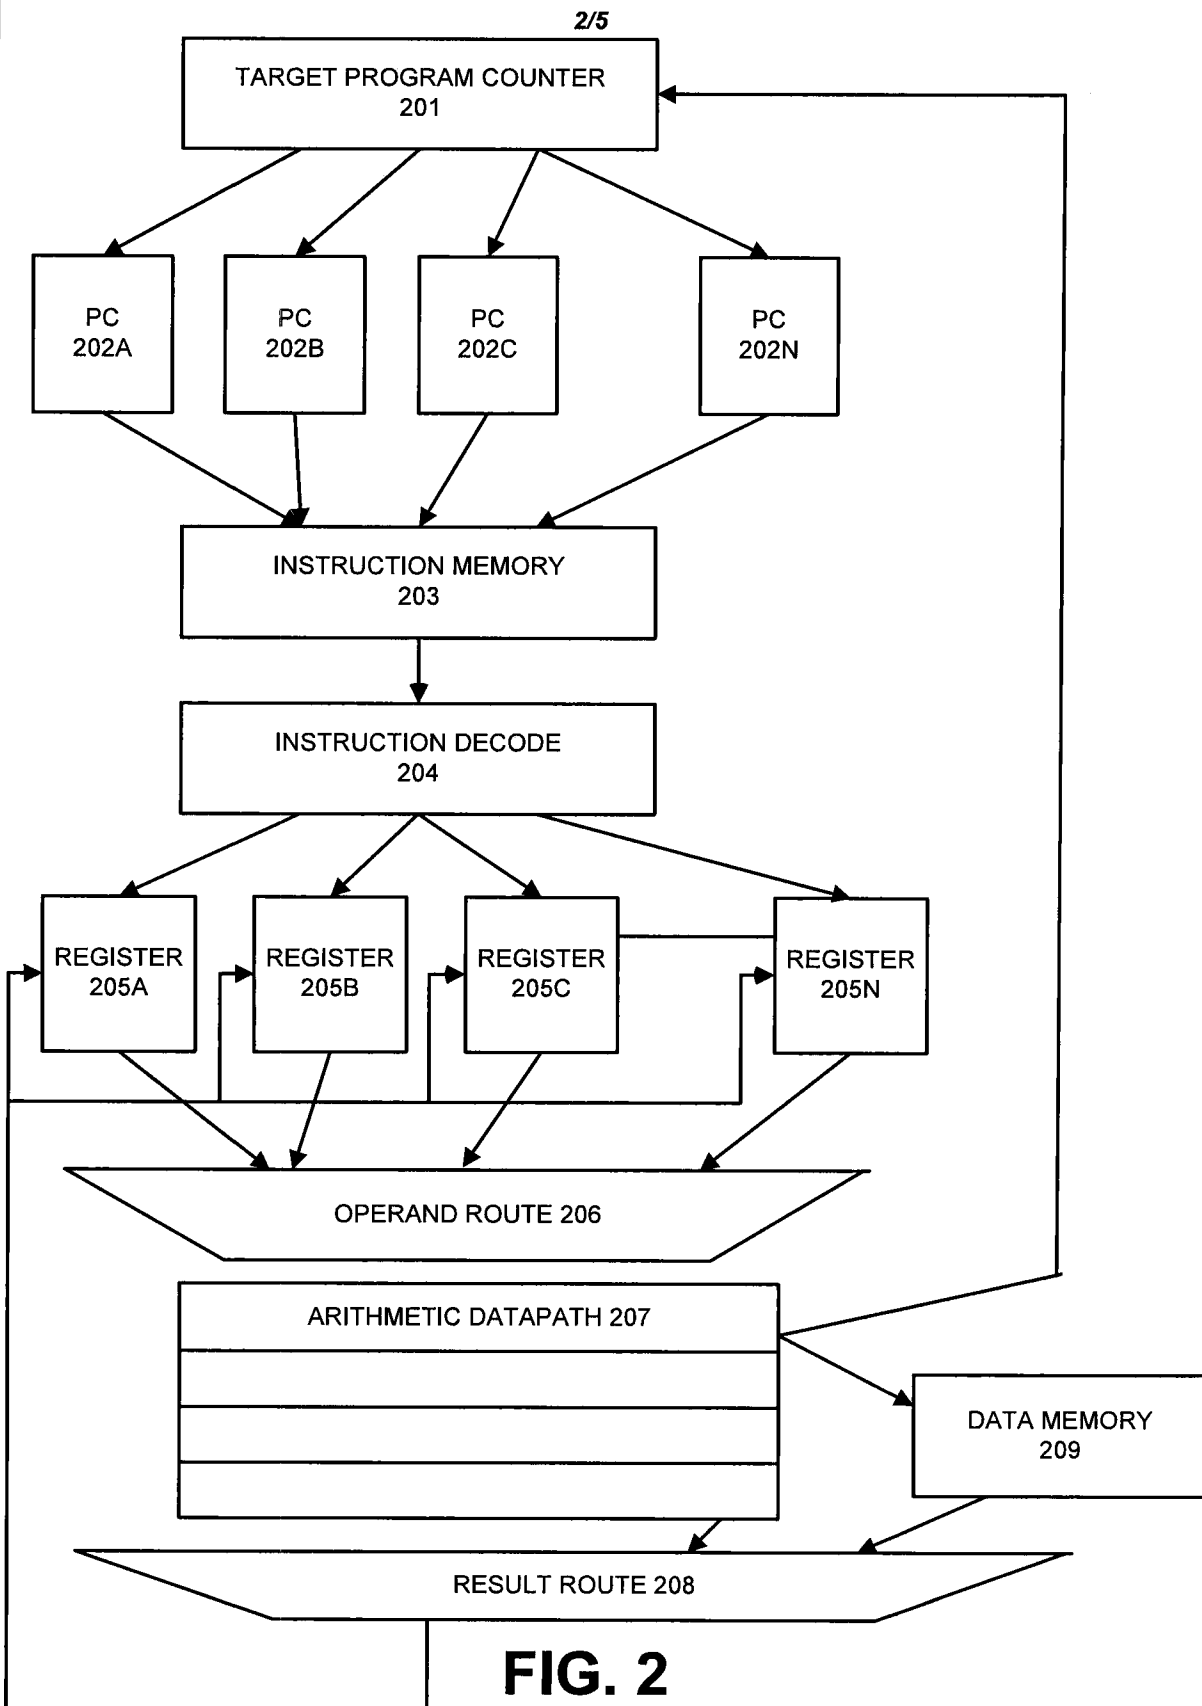 2/5
TARGET PROGRAM COUNTER
201
PC
202A
PC
202B
PC
202C
PC
202N
INSTRUCTION MEMORY
203
INSTRUCTION DECODE
204
REGISTER
205A
REGISTER
205B
REGISTER
205C
REGISTER
205N
OPERAND ROUTE 206
ARITHMETIC DATAPATH 207
DATA MEMORY
209
RESULT ROUTE 208
FIG. 2